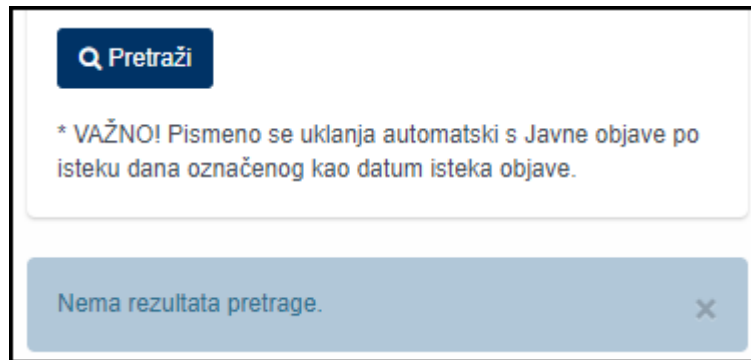 Pretraži
* VAŽNO! Pismeno se uklanja automatski s Javne objave po
isteku dana označenog kao datum isteka objave.
Nema rezultata pretrage.
×